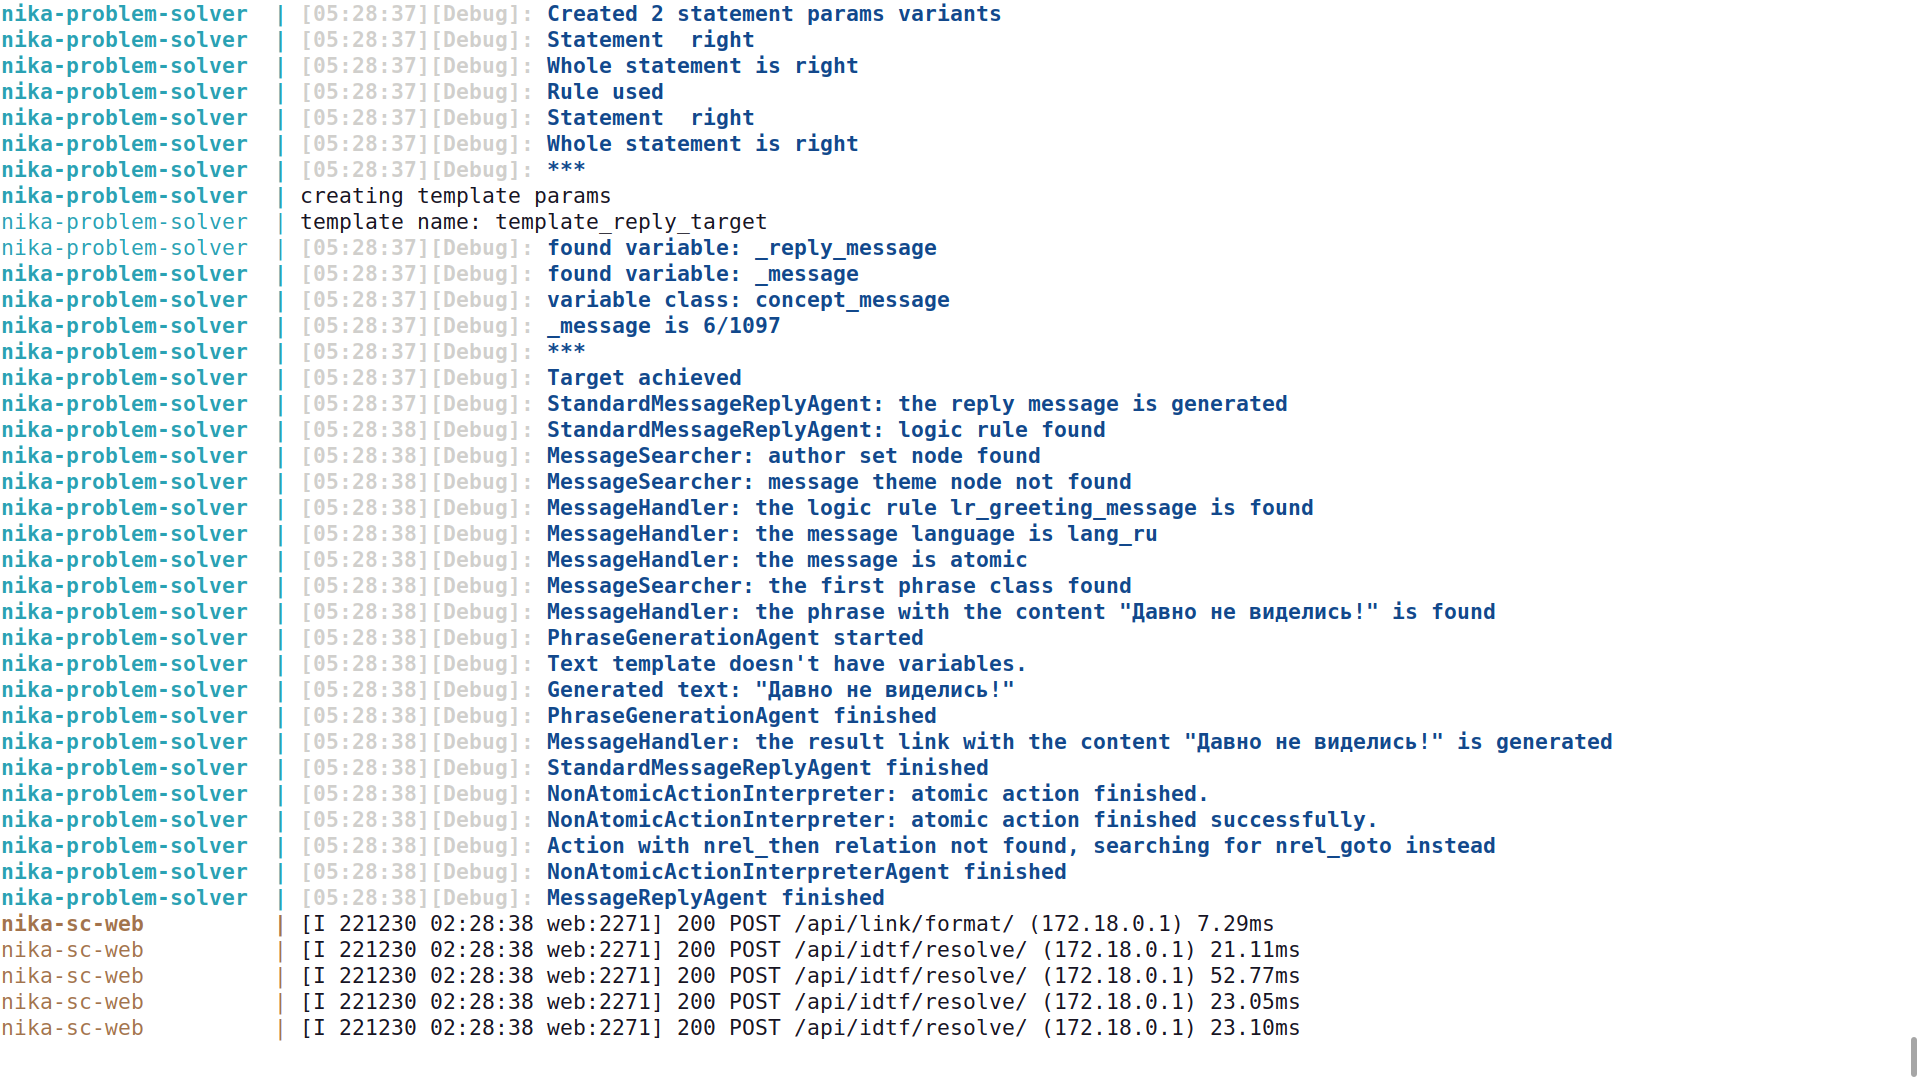 nika-problem-solver  | [05:28:37][Debug]: Created 2 statement params variants
nika-problem-solver  | [05:28:37][Debug]: Statement  right
nika-problem-solver  | [05:28:37][Debug]: Whole statement is right
nika-problem-solver  | [05:28:37][Debug]: Rule used
nika-problem-solver  | [05:28:37][Debug]: Statement  right
nika-problem-solver  | [05:28:37][Debug]: Whole statement is right
nika-problem-solver  | [05:28:37][Debug]: ***
nika-problem-solver  | creating template params
nika-problem-solver  | template name: template_reply_target
nika-problem-solver  | [05:28:37][Debug]: found variable: _reply_message
nika-problem-solver  | [05:28:37][Debug]: found variable: _message
nika-problem-solver  | [05:28:37][Debug]: variable class: concept_message
nika-problem-solver  | [05:28:37][Debug]: _message is 6/1097
nika-problem-solver  | [05:28:37][Debug]: ***
nika-problem-solver  | [05:28:37][Debug]: Target achieved
nika-problem-solver  | [05:28:37][Debug]: StandardMessageReplyAgent: the reply message is generated
nika-problem-solver  | [05:28:38][Debug]: StandardMessageReplyAgent: logic rule found
nika-problem-solver  | [05:28:38][Debug]: MessageSearcher: author set node found
nika-problem-solver  | [05:28:38][Debug]: MessageSearcher: message theme node not found
nika-problem-solver  | [05:28:38][Debug]: MessageHandler: the logic rule lr_greeting_message is found
nika-problem-solver  | [05:28:38][Debug]: MessageHandler: the message language is lang_ru
nika-problem-solver  | [05:28:38][Debug]: MessageHandler: the message is atomic
nika-problem-solver  | [05:28:38][Debug]: MessageSearcher: the first phrase class found
nika-problem-solver  | [05:28:38][Debug]: MessageHandler: the phrase with the content "Давно не виделись!" is found
nika-problem-solver  | [05:28:38][Debug]: PhraseGenerationAgent started
nika-problem-solver  | [05:28:38][Debug]: Text template doesn't have variables.
nika-problem-solver  | [05:28:38][Debug]: Generated text: "Давно не виделись!"
nika-problem-solver  | [05:28:38][Debug]: PhraseGenerationAgent finished
nika-problem-solver  | [05:28:38][Debug]: MessageHandler: the result link with the content "Давно не виделись!" is generated
nika-problem-solver  | [05:28:38][Debug]: StandardMessageReplyAgent finished
nika-problem-solver  | [05:28:38][Debug]: NonAtomicActionInterpreter: atomic action finished.
nika-problem-solver  | [05:28:38][Debug]: NonAtomicActionInterpreter: atomic action finished successfully.
nika-problem-solver  | [05:28:38][Debug]: Action with nrel_then relation not found, searching for nrel_goto instead
nika-problem-solver  | [05:28:38][Debug]: NonAtomicActionInterpreterAgent finished
nika-problem-solver  | [05:28:38][Debug]: MessageReplyAgent finished
nika-sc-web          | [I 221230 02:28:38 web:2271] 200 POST /api/link/format/ (172.18.0.1) 7.29ms
nika-sc-web          | [I 221230 02:28:38 web:2271] 200 POST /api/idtf/resolve/ (172.18.0.1) 21.11ms
nika-sc-web          | [I 221230 02:28:38 web:2271] 200 POST /api/idtf/resolve/ (172.18.0.1) 52.77ms
nika-sc-web          | [I 221230 02:28:38 web:2271] 200 POST /api/idtf/resolve/ (172.18.0.1) 23.05ms
nika-sc-web          | [I 221230 02:28:38 web:2271] 200 POST /api/idtf/resolve/ (172.18.0.1) 23.10ms